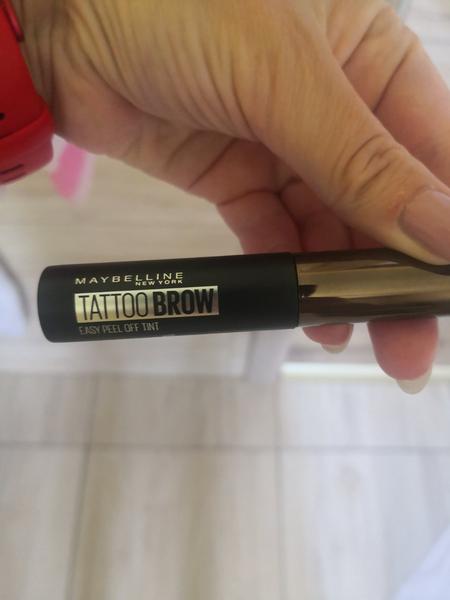 MAYBELLINE
NEW YORK
TATTOO BROW
EASY PEEL OFF TINT